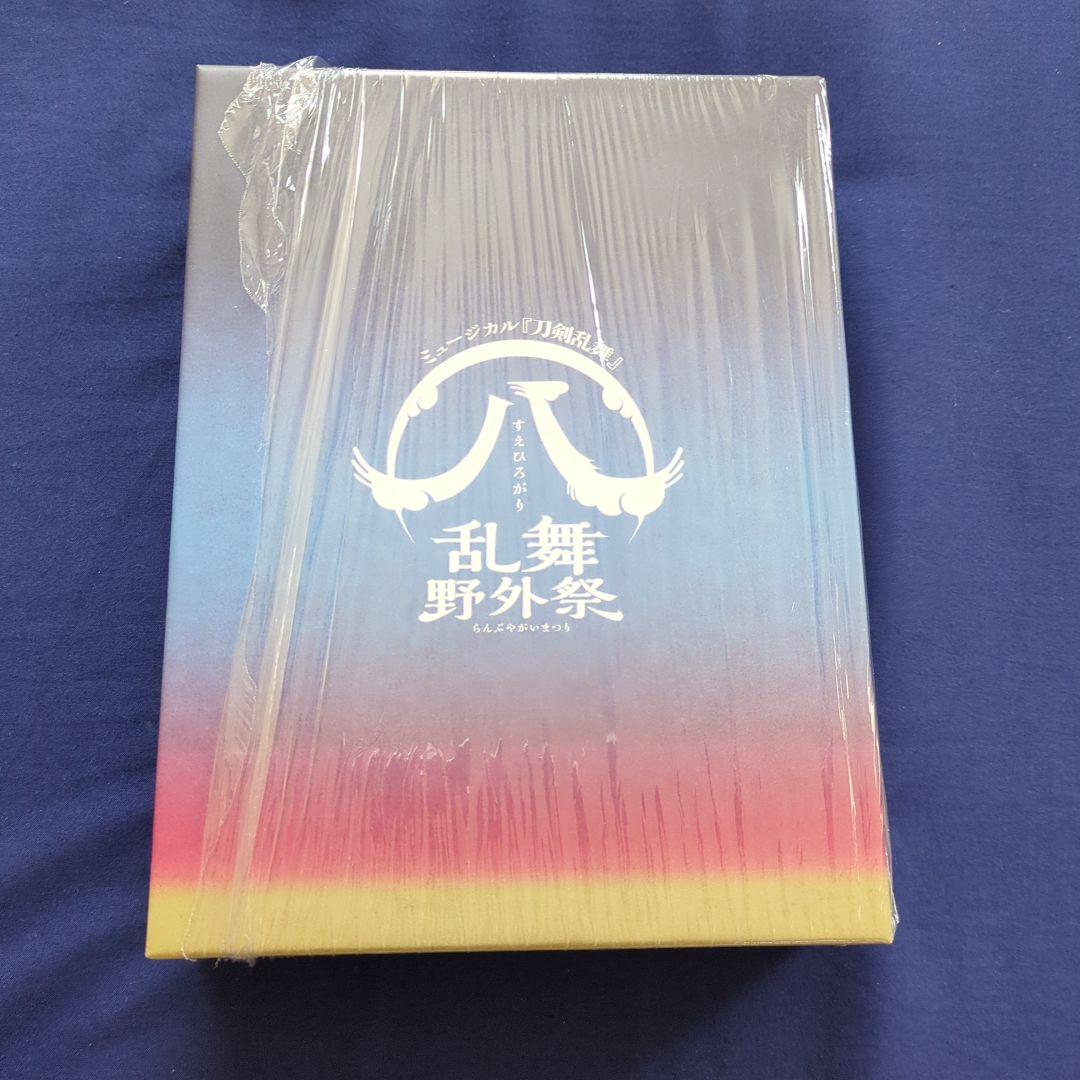 ミュージカル『刀剣乱舞』
八
すえひろがり
乱舞
野外祭
らんぶやがいまつり